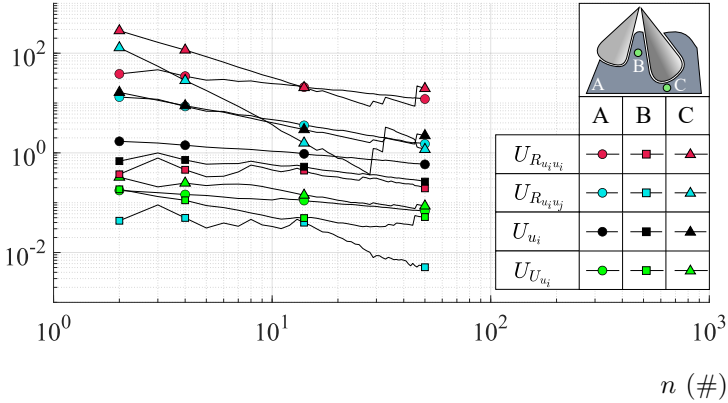 10^2
10^0
10^{-2}
10^0
10^1
10^2
10^3
n (#)
A
B
C
A B C
U_{R_{u_i u_i}}
U_{R_{u_i u_j}}
U_{u_i}
U_{U_{u_i}}